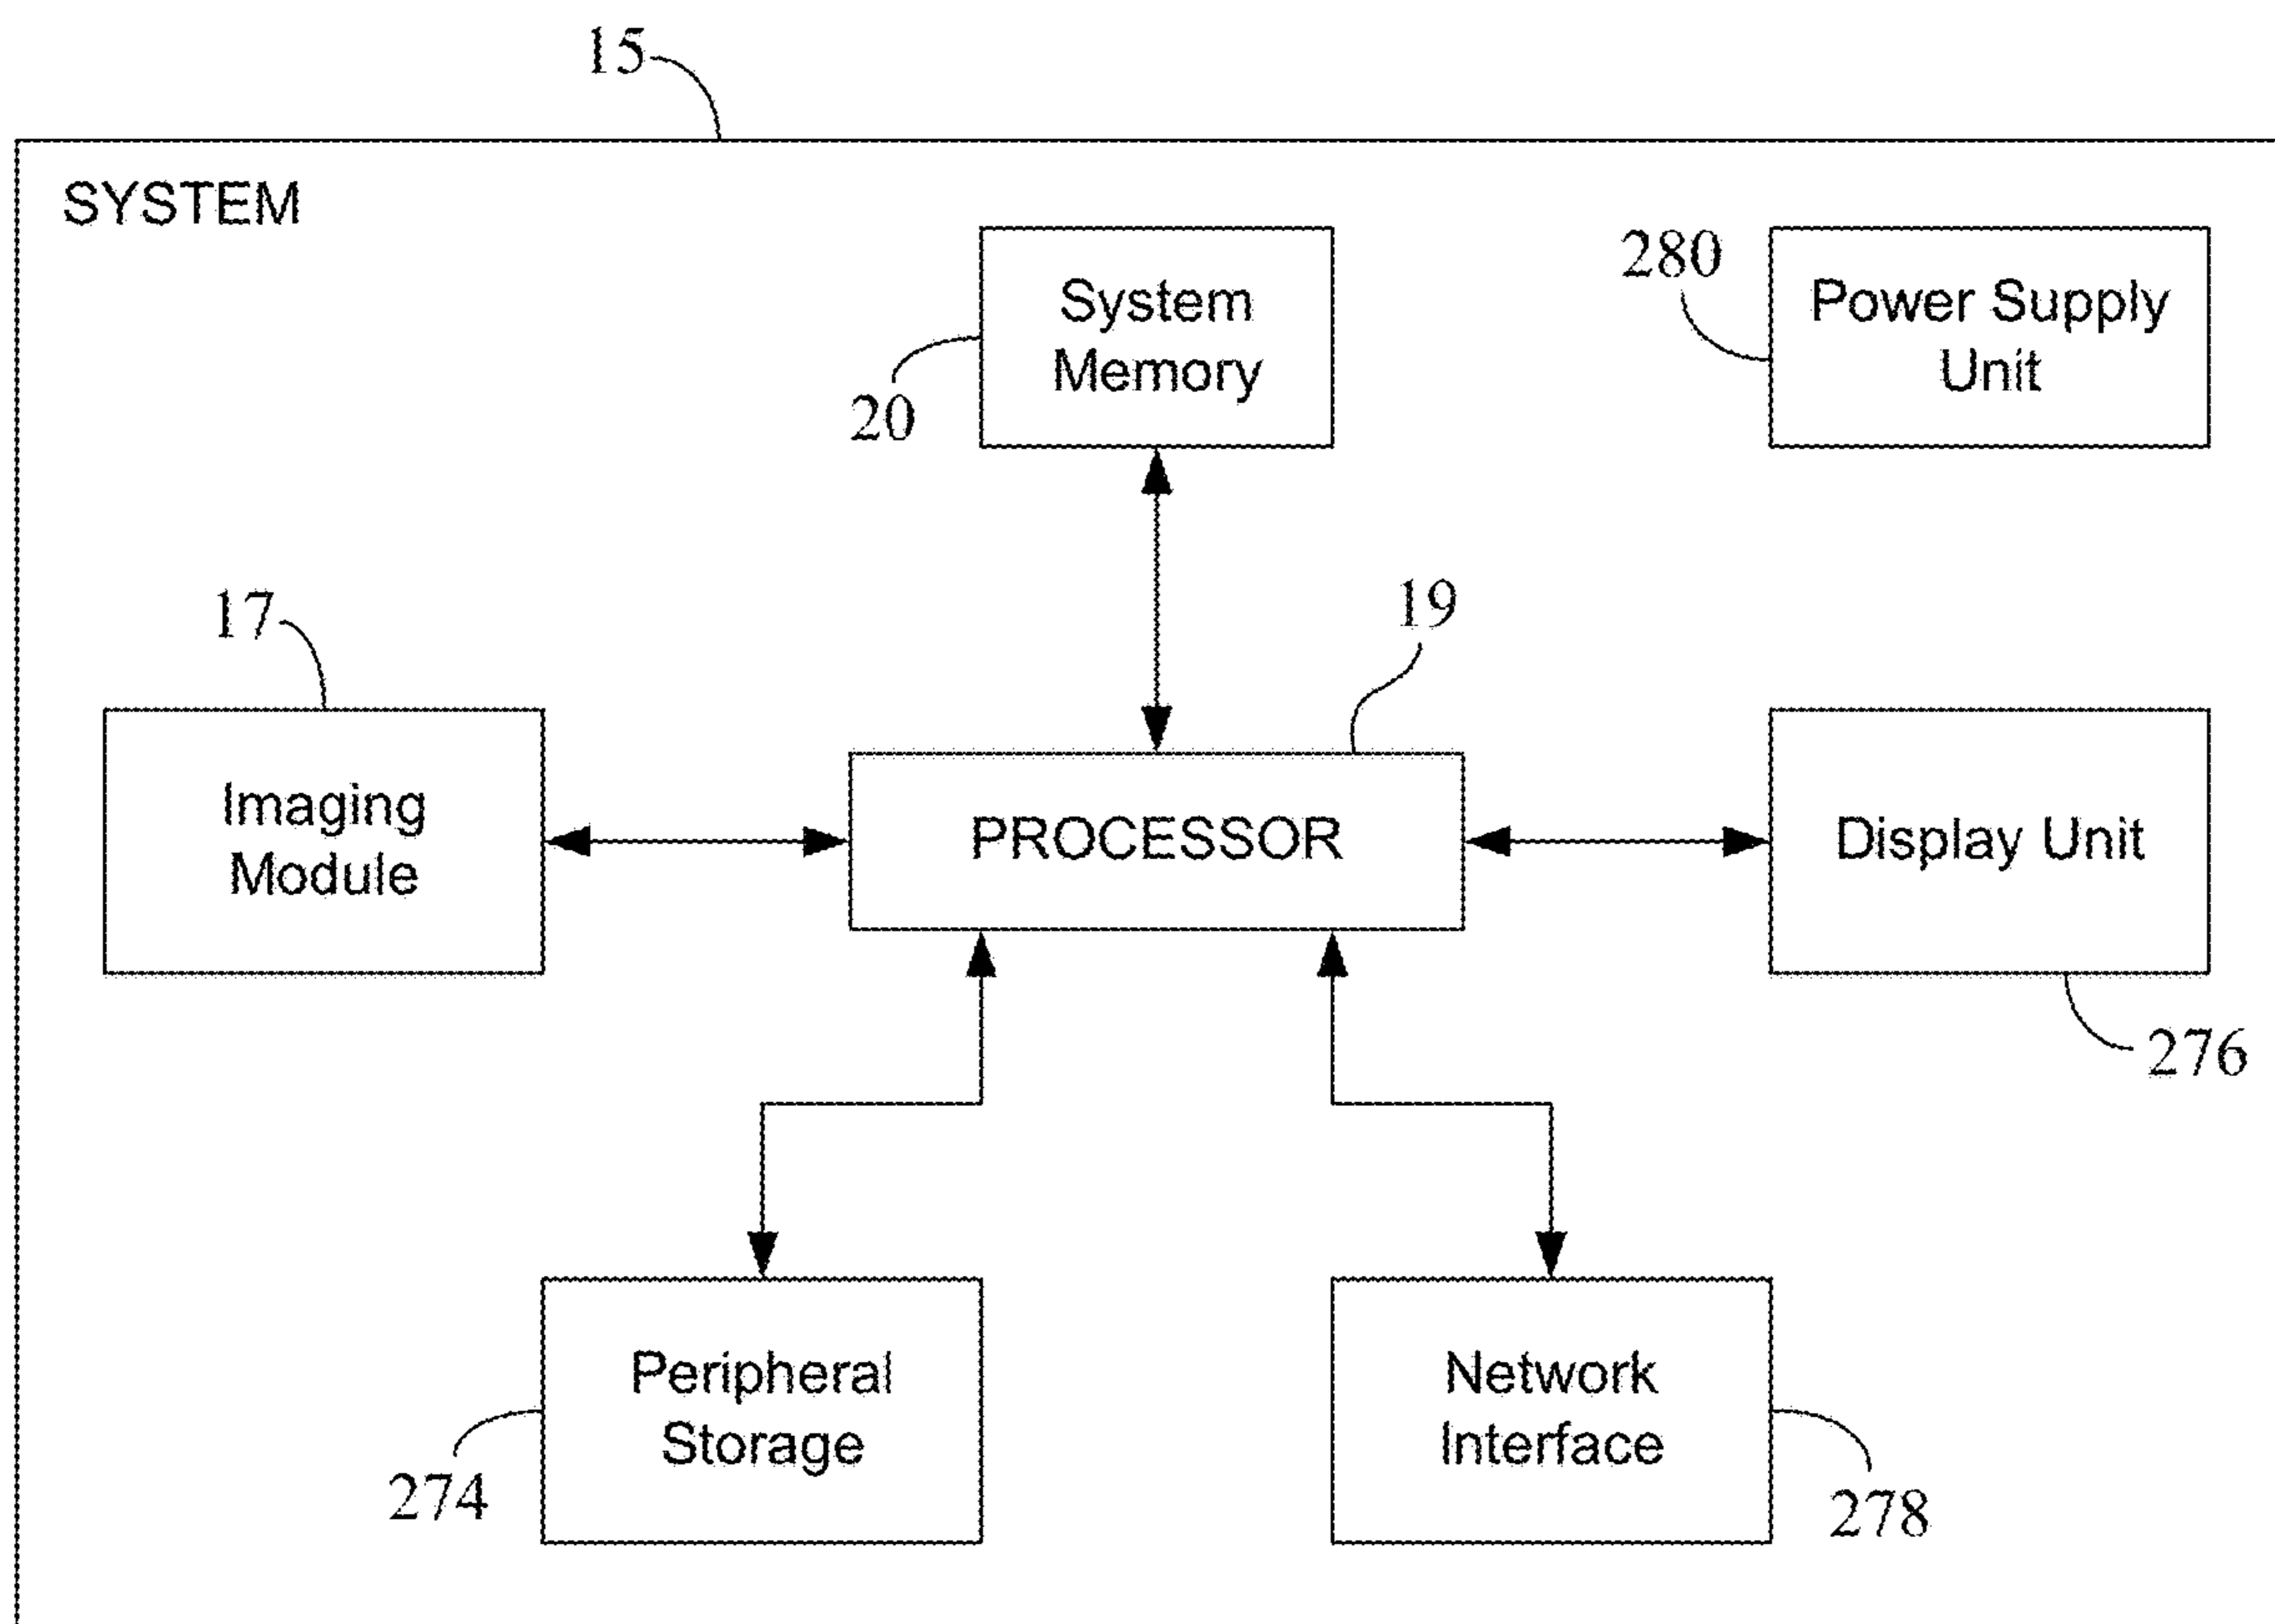 15
SYSTEM
System
Memory
20
280
Power Supply
Unit
17
19
Imaging
Module
PROCESSOR
Display Unit
276
Peripheral
Storage
274
Network
Interface
278